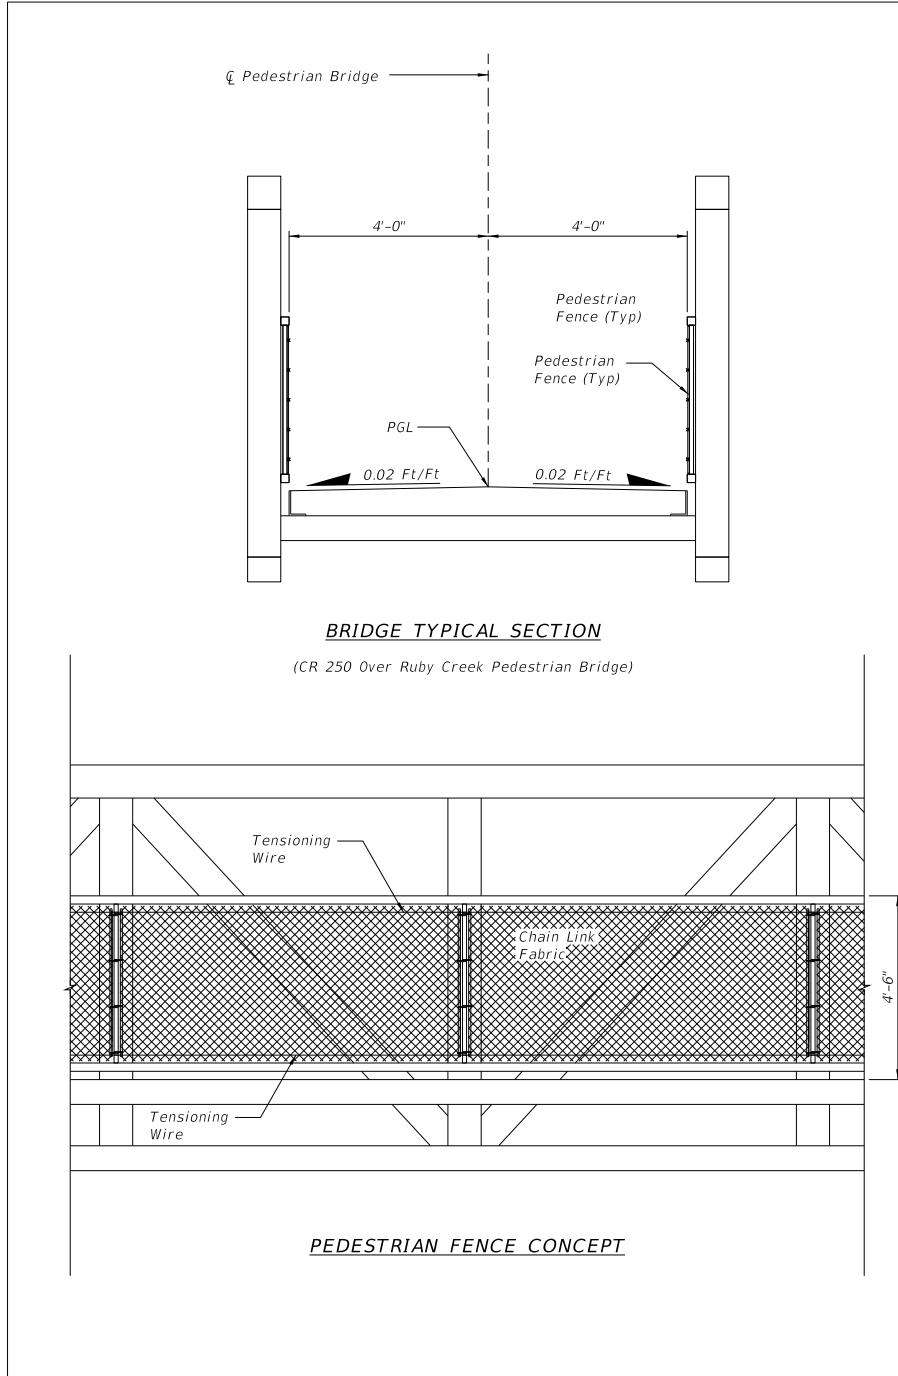 ℄ Pedestrian Bridge
4'-0" 4'-0"
Pedestrian
Fence (Typ)
Pedestrian
Fence (Typ)
PGL
0.02 Ft/Ft 0.02 Ft/Ft
BRIDGE TYPICAL SECTION
(CR 250 Over Ruby Creek Pedestrian Bridge)
Tensioning
Wire
Chain Link
Fabric
4'-6"
Tensioning
Wire
PEDESTRIAN FENCE CONCEPT